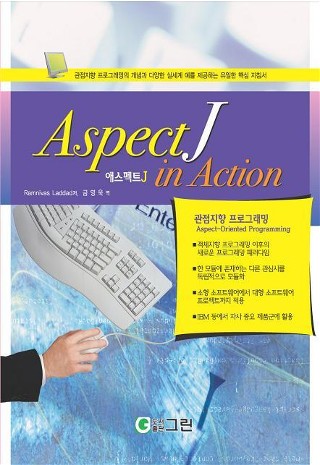 관점지향 프로그래밍의 개념과 다양한 실세계 예를 제공하는 유일한 핵심 지침서
AspectJ
애스펙트J
in Action
Ramnivas Laddad저, 금영욱 역
Enter
관점지향 프로그래밍
Aspect-Oriented Programming
■객체지향 프로그래밍 이후의
새로운 프로그래밍 패러다임
■한 모듈에 존재하는 다른 관심사를
독립적으로 모듈화
■소형 소프트웨어에서 대형 소프트웨어
프로젝트까지 적용
■IBM 등에서 자사 중요 제품군에 활용
도서출판 그린